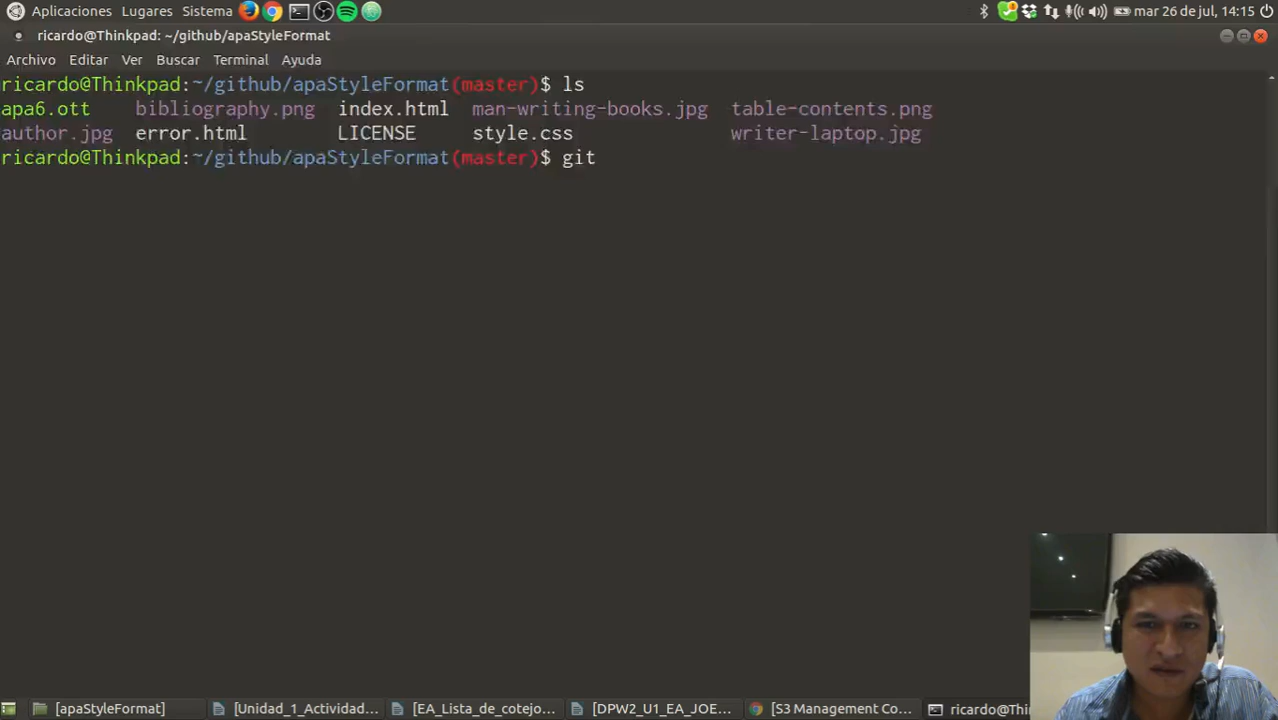 Aplicaciones Lugares Sistema mar 26 de jul, 14:15
ricardo@Thinkpad: ~/github/apaStyleFormat
Archivo Editar Ver Buscar Terminal Ayuda
ricardo@Thinkpad:~/github/apaStyleFormat(master)$ ls
apa6.ott bibliography.png index.html man-writing-books.jpg table-contents.png
author.jpg error.html LICENSE style.css writer-laptop.jpg
ricardo@Thinkpad:~/github/apaStyleFormat(master)$ git
[apaStyleFormat] [Unidad_1_Actividad... [EA_Lista_de_cotejo... [DPW2_U1_EA_JOE... [S3 Management Co... ricardo@Thin